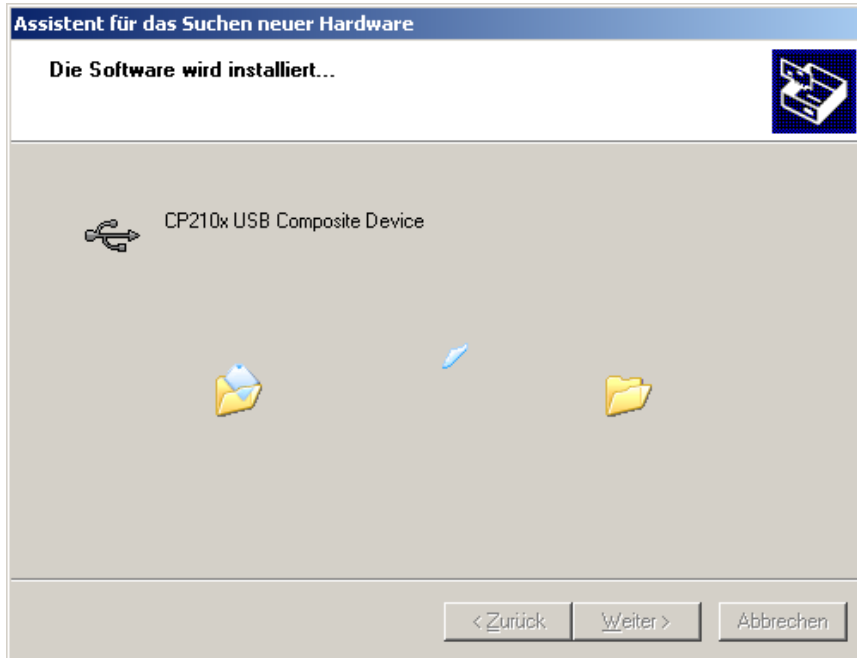 Assistent für das Suchen neuer Hardware
Die Software wird installiert...
CP210x USB Composite Device
< Zurück
Weiter >
Abbrechen